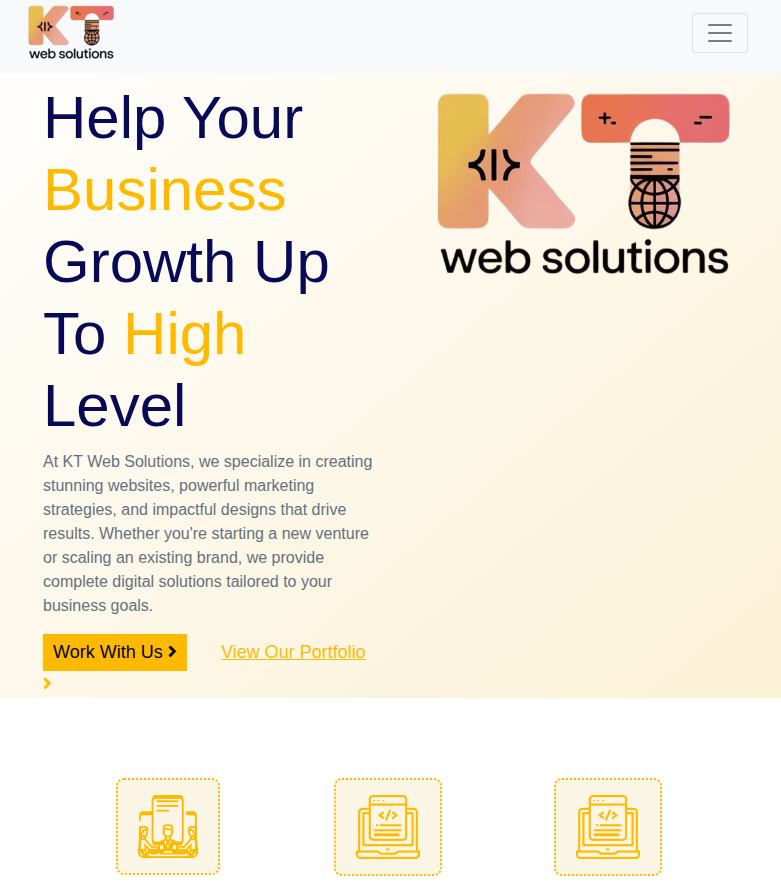 KT
web solutions
Help Your
Business
Growth Up
To High
Level
KT
web solutions
At KT Web Solutions, we specialize in creating
stunning websites, powerful marketing
strategies, and impactful designs that drive
results. Whether you're starting a new venture
or scaling an existing brand, we provide
complete digital solutions tailored to your
business goals.
Work With Us
View Our Portfolio